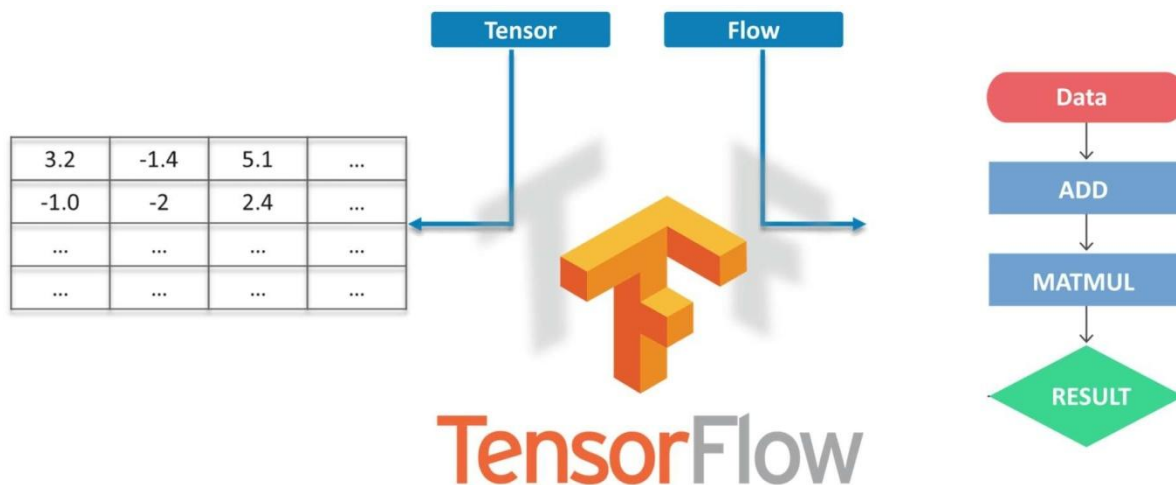 Tensor
Flow
3.2 -1.4 5.1 ...
-1.0 -2 2.4 ...
... ... ... ...
... ... ... ...
Data
ADD
MATMUL
RESULT
TensorFlow